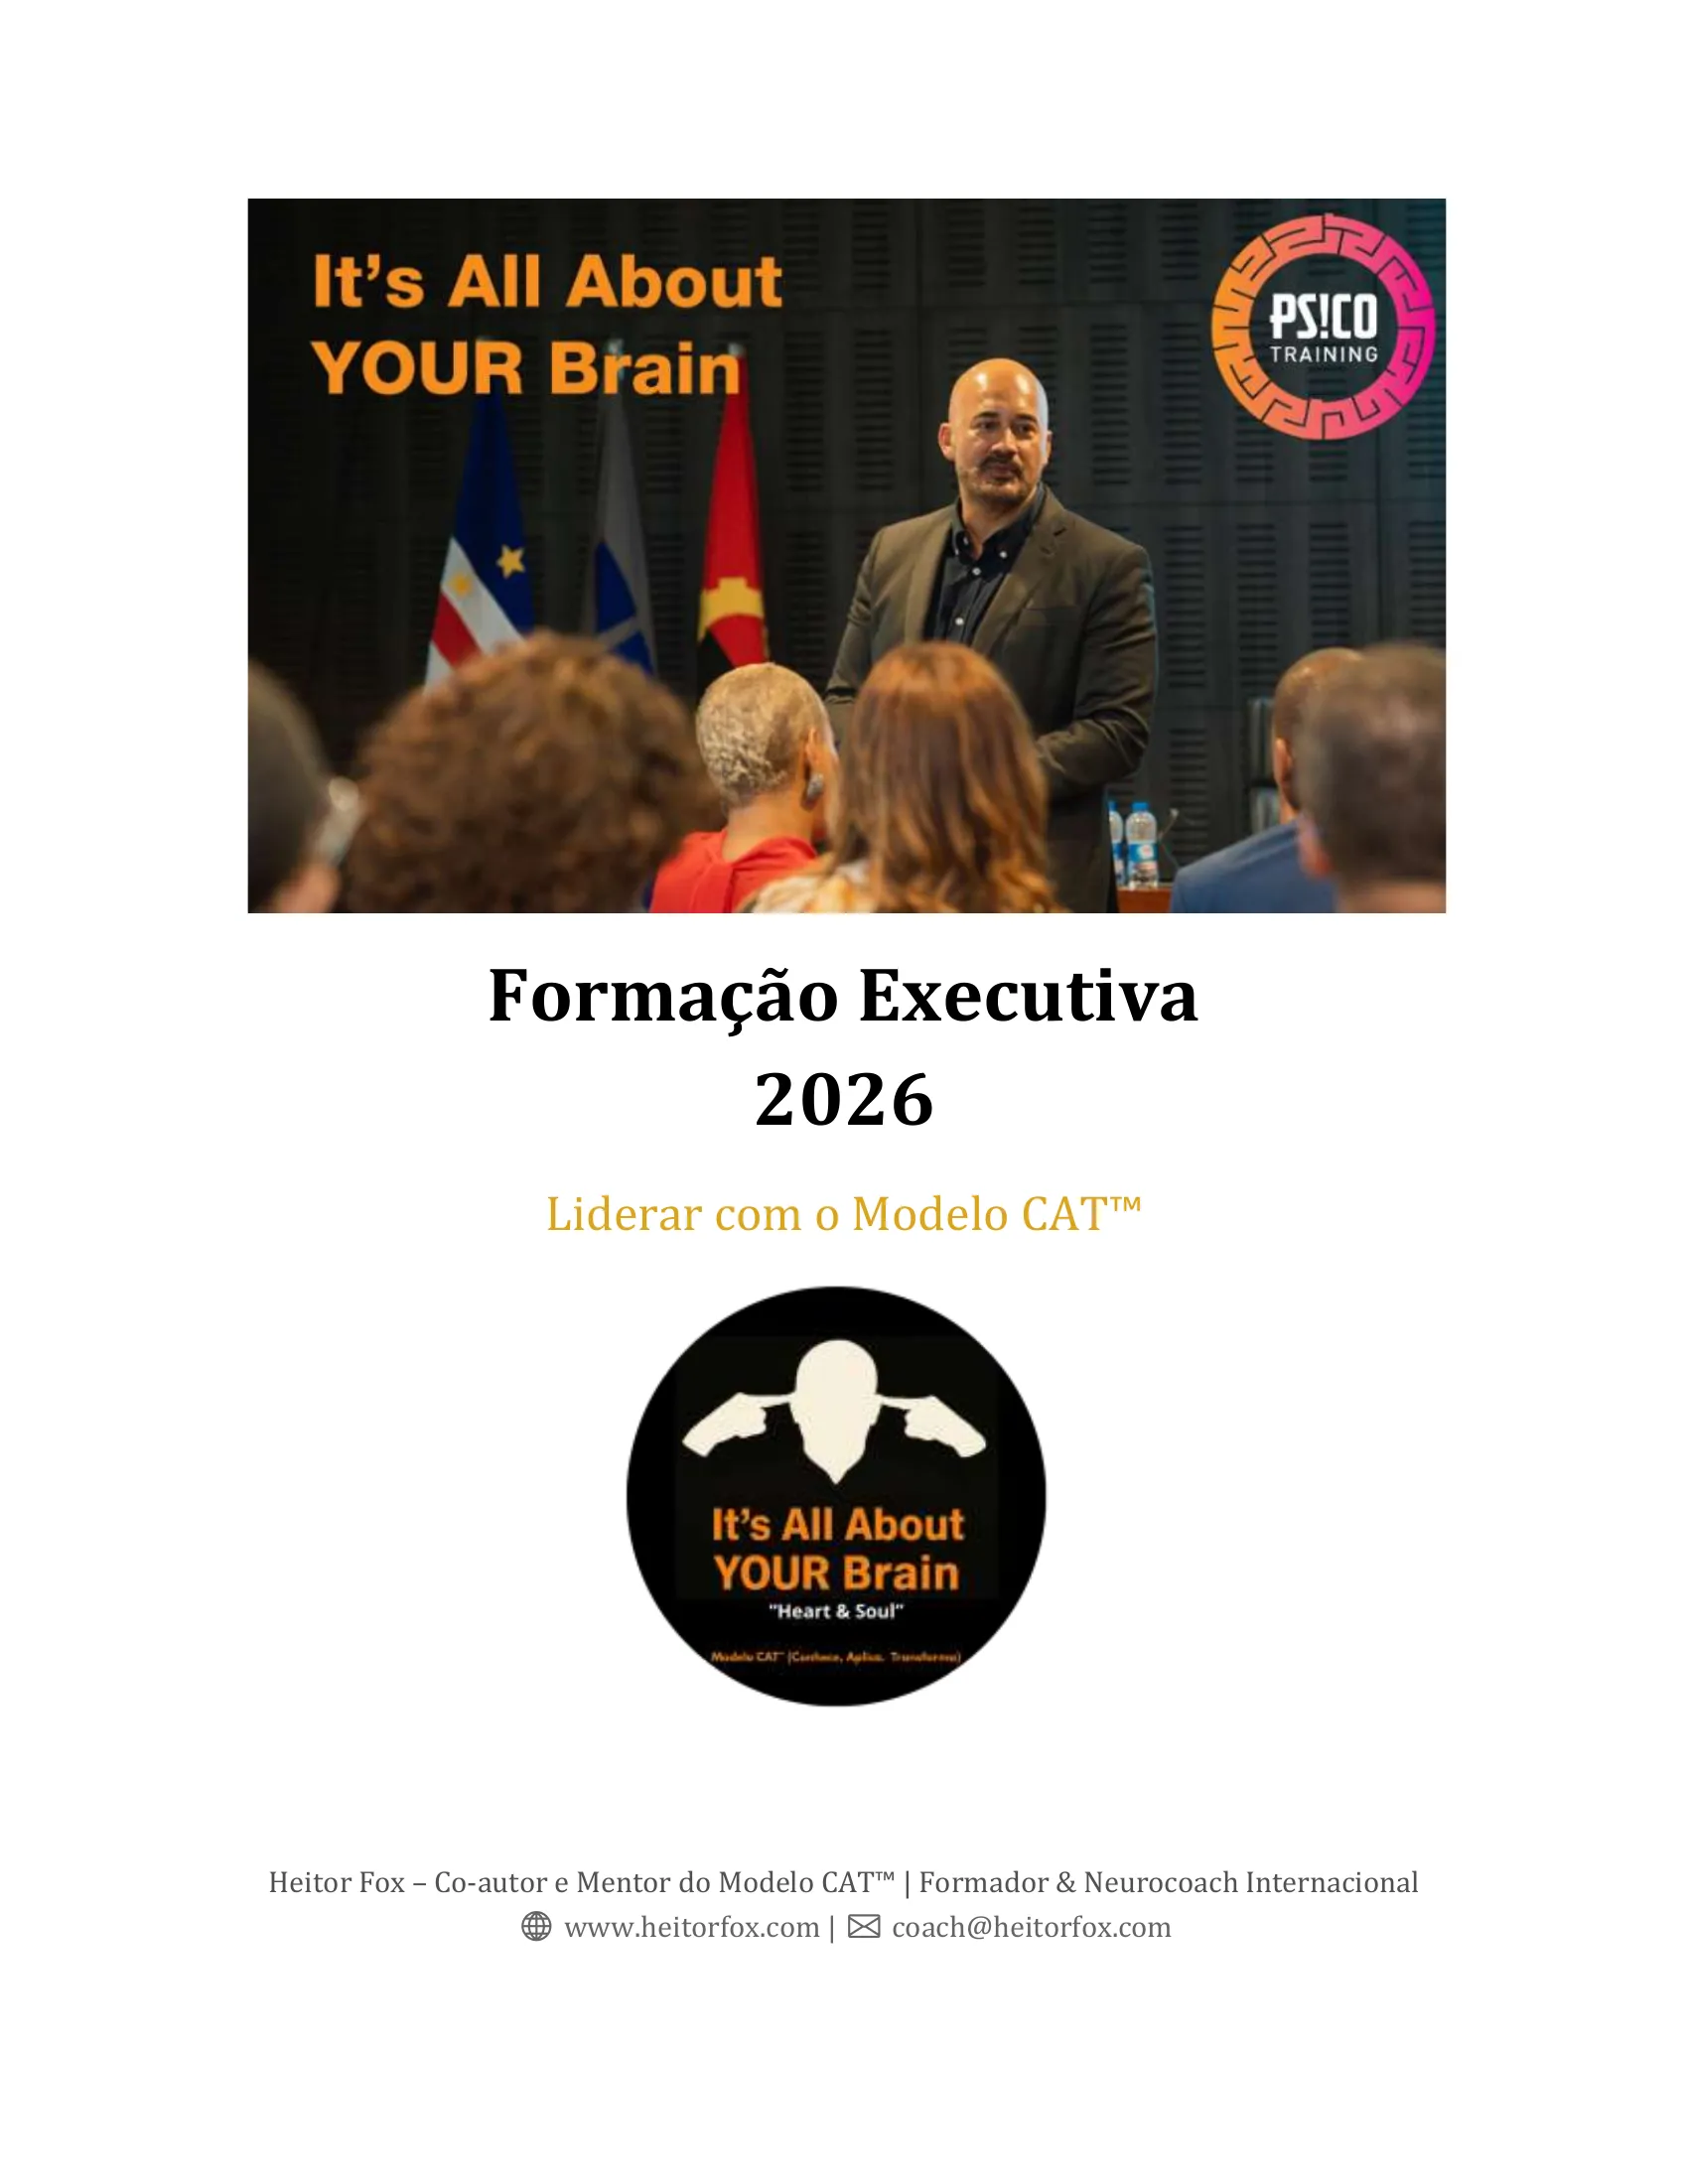 It's All About
YOUR Brain
PS!CO
TRAINING
Formação Executiva
2026
Liderar com o Modelo CAT™
It's All About
YOUR Brain
"Heart & Soul"
Modelo CAT™ (Conhece, Aplica, Transforma)
Heitor Fox – Co-autor e Mentor do Modelo CAT™ | Formador & Neurocoach Internacional
www.heitorfox.com | coach@heitorfox.com